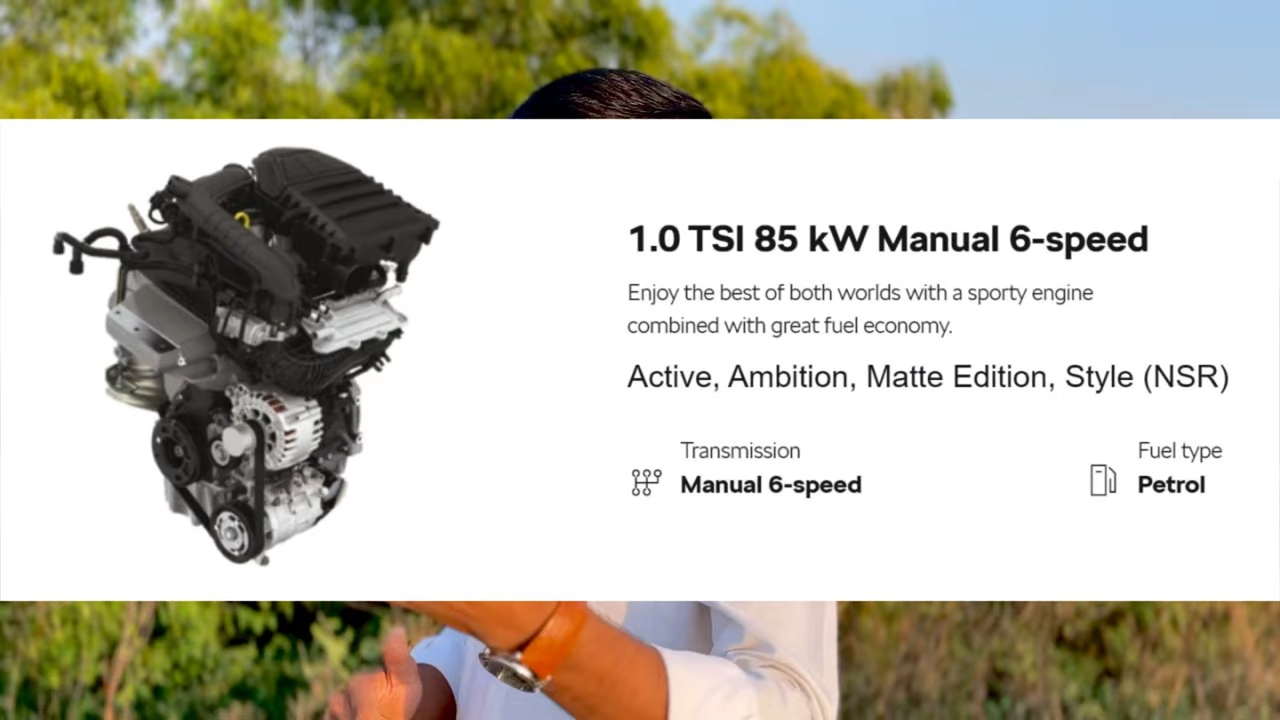 1.0 TSI 85 kW Manual 6-speed
Enjoy the best of both worlds with a sporty engine
combined with great fuel economy.
Active, Ambition, Matte Edition, Style (NSR)
Transmission
Manual 6-speed
Fuel type
Petrol